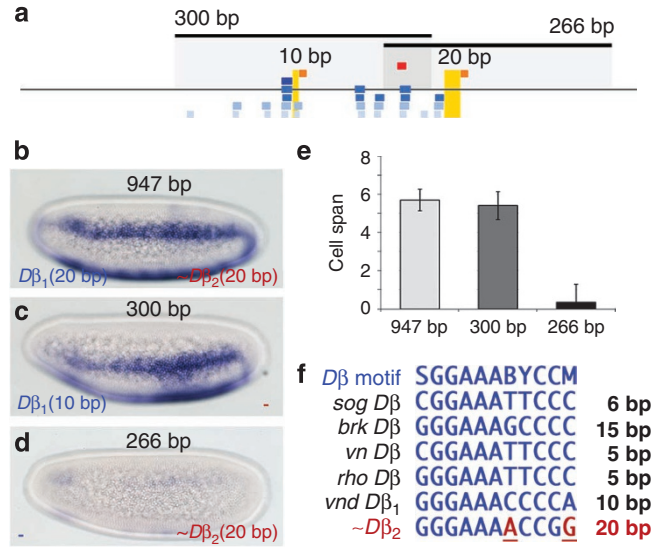 a
300 bp
266 bp
10 bp
20 bp
b
947 bp
Dβ₁(20 bp)
~Dβ₂(20 bp)
c
300 bp
Dβ₁(10 bp)
-
d
266 bp
-
~Dβ₂(20 bp)
e
Cell span
8
6
4
2
0
947 bp
300 bp
266 bp
f
Dβ motif SGGAAABYCCM
sog Dβ CGGAAATTCCC 6 bp
brk Dβ GGGAAAGCCCC 15 bp
vn Dβ GGGAAATTCCC 5 bp
rho Dβ GGGAAATTCCC 5 bp
vnd Dβ₁ GGGAAACCCCA 10 bp
~Dβ₂ GGGAAAACCGG 20 bp